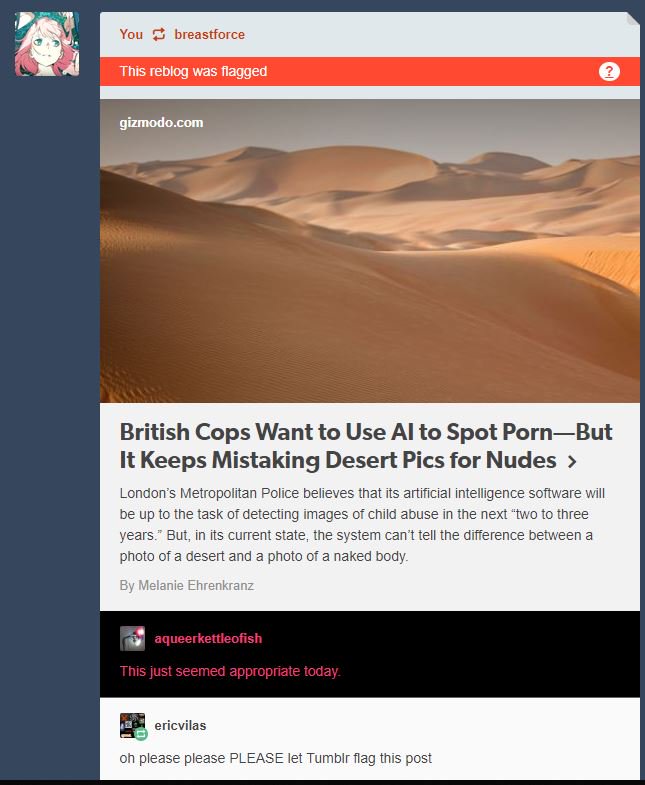 You breastforce
This reblog was flagged
?
gizmodo.com
British Cops Want to Use AI to Spot Porn—But
It Keeps Mistaking Desert Pics for Nudes >
London's Metropolitan Police believes that its artificial intelligence software will
be up to the task of detecting images of child abuse in the next “two to three
years.” But, in its current state, the system can't tell the difference between a
photo of a desert and a photo of a naked body.
By Melanie Ehrenkranz
aqueerkettleofish
This just seemed appropriate today.
ericvilas
oh please please PLEASE let Tumblr flag this post